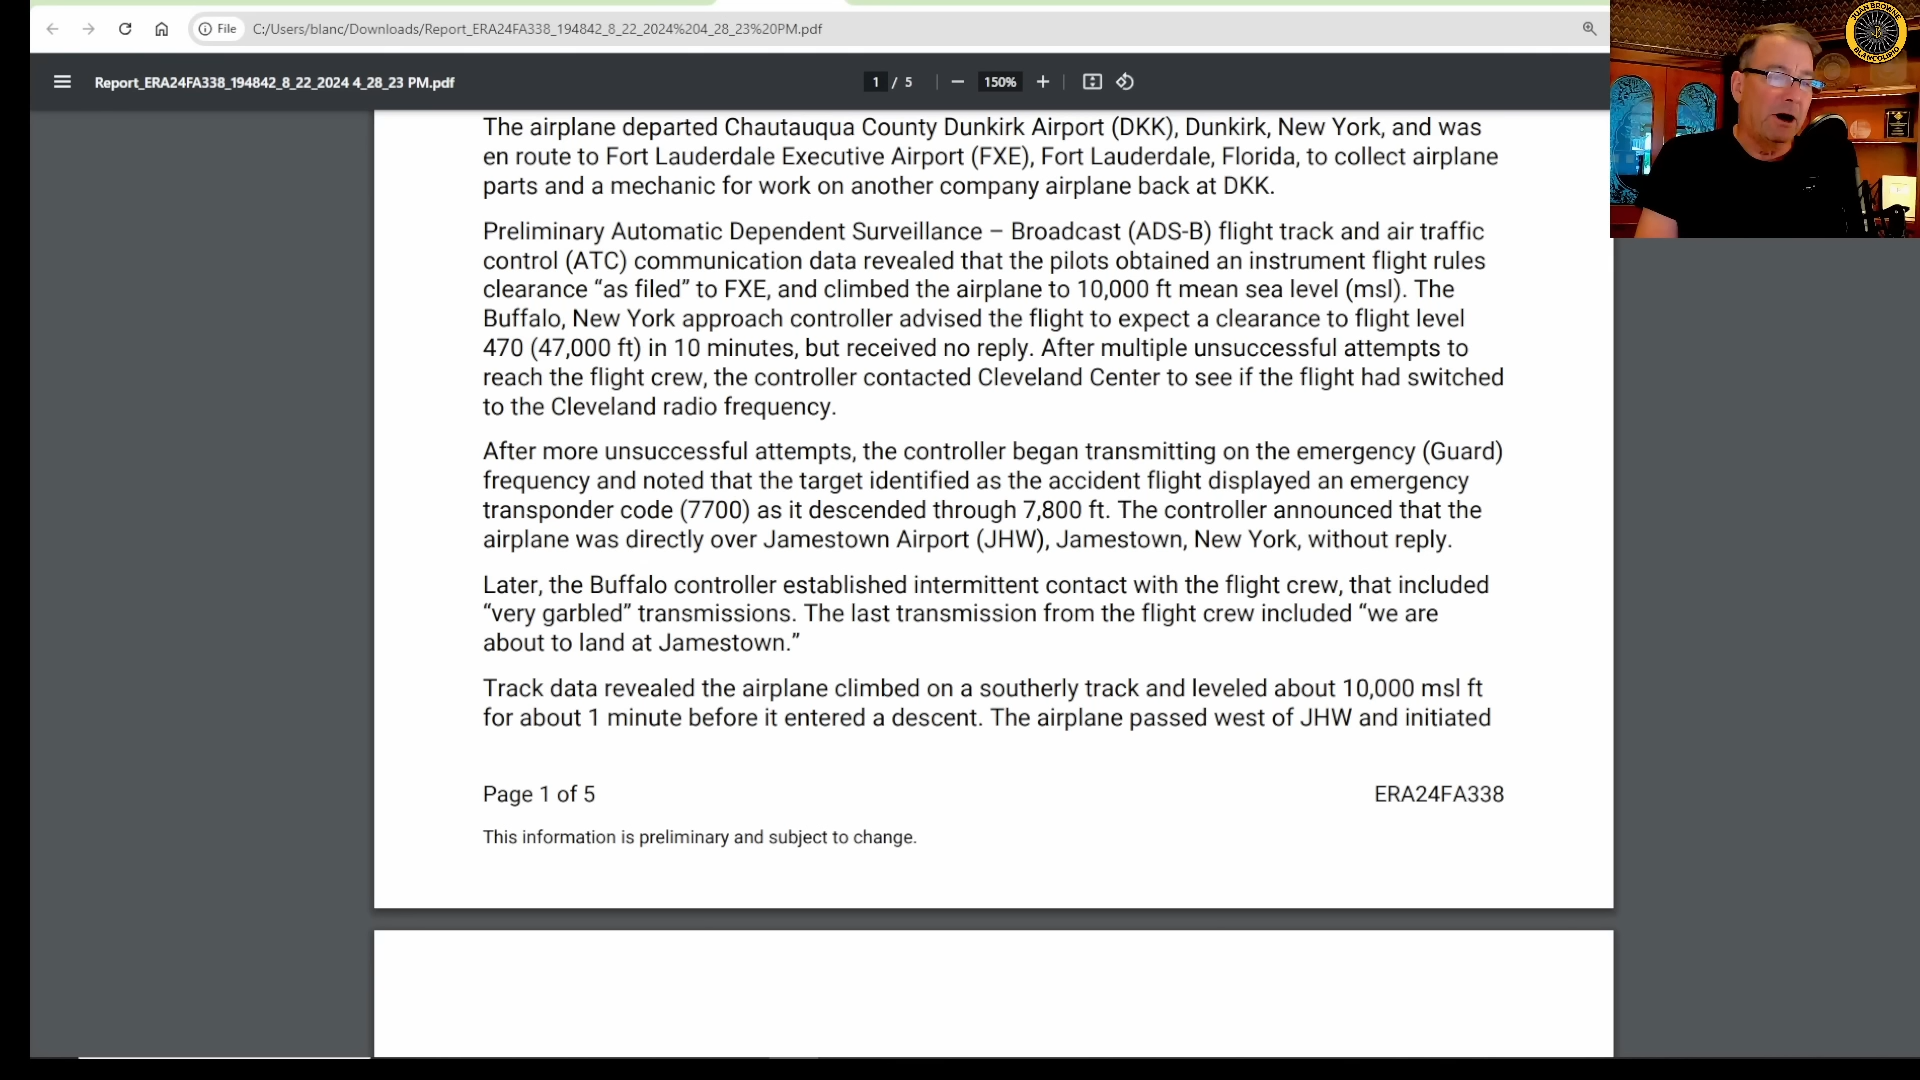 File
C:/Users/blanc/Downloads/Report_ERA24FA338_194842_8_22_2024%204_28_23%20PM.pdf
Report_ERA24FA338_194842_8_22_2024 4_28_23 PM.pdf
1 / 5
150%
JUAN BROWNE
BLANCOLIRIO
The airplane departed Chautauqua County Dunkirk Airport (DKK), Dunkirk, New York, and was
en route to Fort Lauderdale Executive Airport (FXE), Fort Lauderdale, Florida, to collect airplane
parts and a mechanic for work on another company airplane back at DKK.
Preliminary Automatic Dependent Surveillance – Broadcast (ADS-B) flight track and air traffic
control (ATC) communication data revealed that the pilots obtained an instrument flight rules
clearance “as filed” to FXE, and climbed the airplane to 10,000 ft mean sea level (msl). The
Buffalo, New York approach controller advised the flight to expect a clearance to flight level
470 (47,000 ft) in 10 minutes, but received no reply. After multiple unsuccessful attempts to
reach the flight crew, the controller contacted Cleveland Center to see if the flight had switched
to the Cleveland radio frequency.
After more unsuccessful attempts, the controller began transmitting on the emergency (Guard)
frequency and noted that the target identified as the accident flight displayed an emergency
transponder code (7700) as it descended through 7,800 ft. The controller announced that the
airplane was directly over Jamestown Airport (JHW), Jamestown, New York, without reply.
Later, the Buffalo controller established intermittent contact with the flight crew, that included
“very garbled” transmissions. The last transmission from the flight crew included “we are
about to land at Jamestown.”
Track data revealed the airplane climbed on a southerly track and leveled about 10,000 msl ft
for about 1 minute before it entered a descent. The airplane passed west of JHW and initiated
Page 1 of 5
ERA24FA338
This information is preliminary and subject to change.